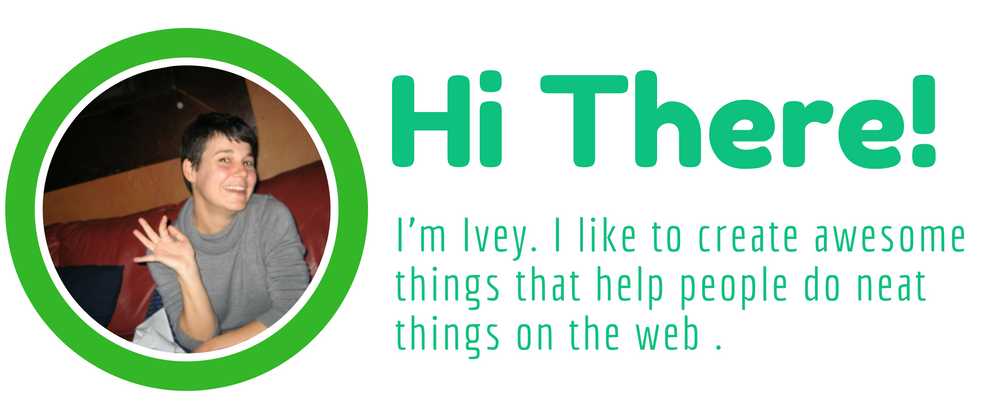 Hi There!
I'm Ivey. I like to create awesome
things that help people do neat
things on the web .